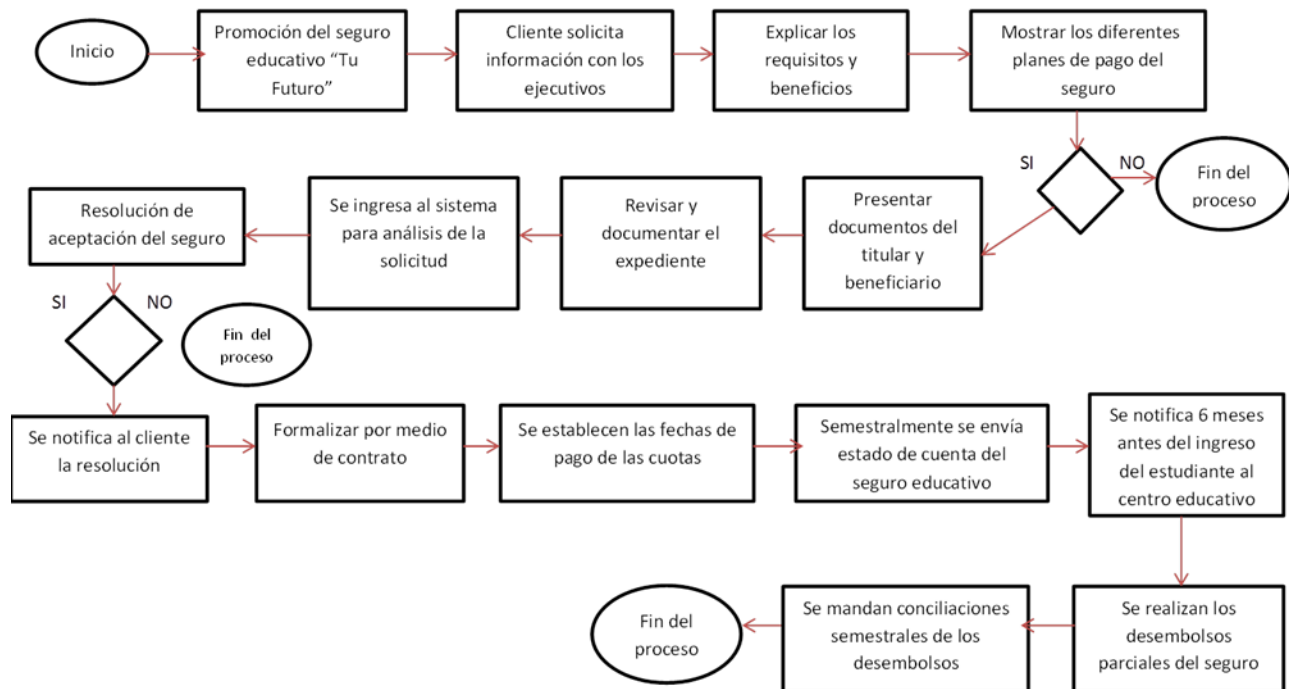 Inicio
Promoción del seguro
educativo “Tu
Futuro”
Cliente solicita
información con los
ejecutivos
Explicar los
requisitos y
beneficios
Mostrar los diferentes
planes de pago del
seguro
SI
NO
Fin del
proceso
Presentar
documentos del
titular y
beneficiario
Revisar y
documentar el
expediente
Se ingresa al sistema
para análisis de la
solicitud
Resolución de
aceptación del seguro
SI
NO
Fin del
proceso
Se notifica al cliente
la resolución
Formalizar por medio
de contrato
Se establecen las fechas de
pago de las cuotas
Semestralmente se envía
estado de cuenta del
seguro educativo
Se notifica 6 meses
antes del ingreso
del estudiante al
centro educativo
Se realizan los
desembolsos
parciales del seguro
Se mandan conciliaciones
semestrales de los
desembolsos
Fin del
proceso